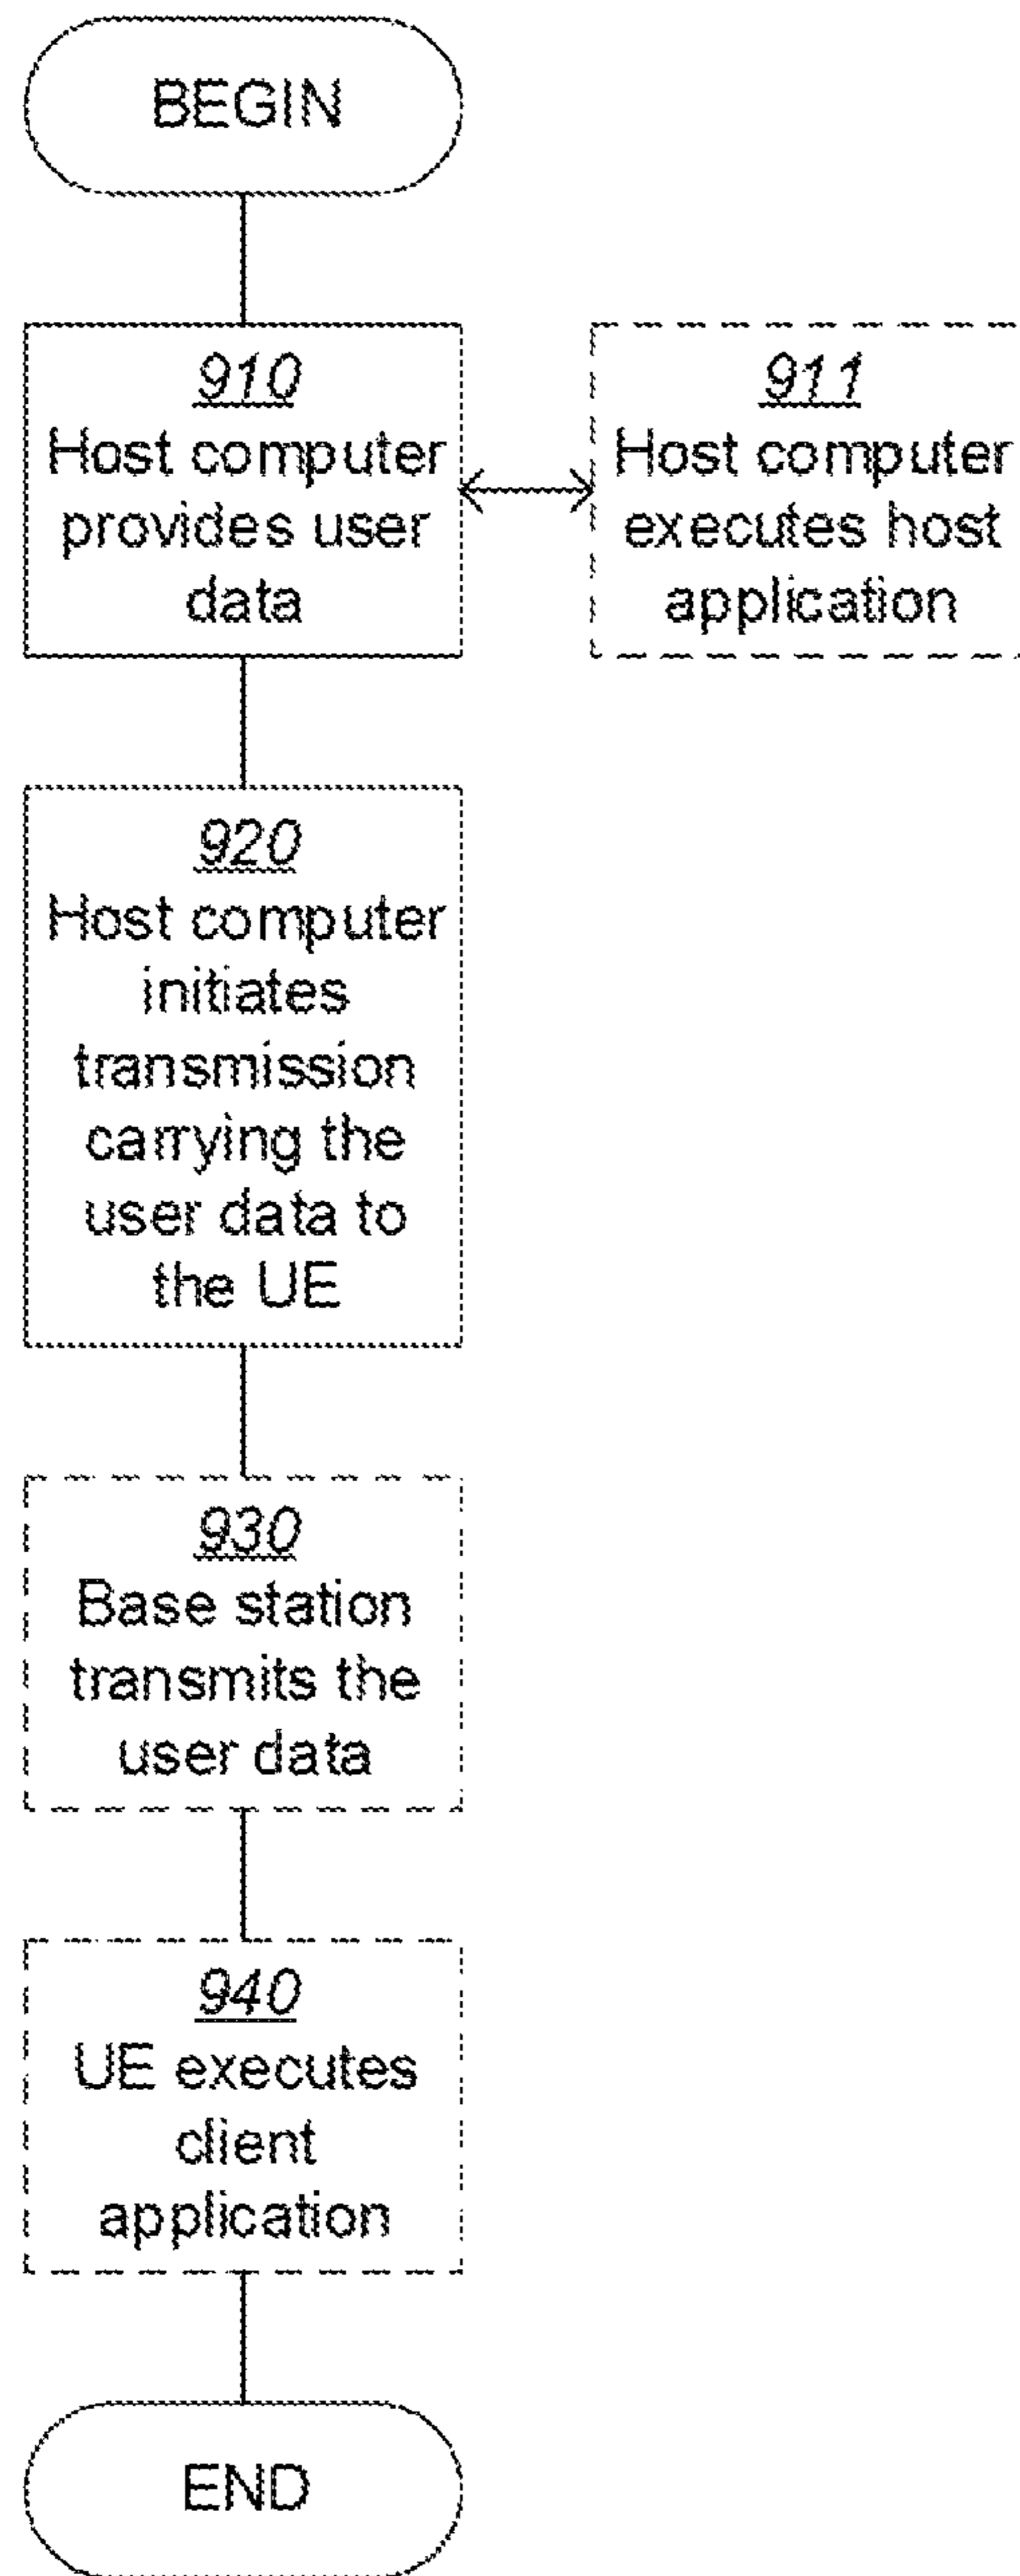 BEGIN
910
Host computer
provides user
data
911
Host computer
executes host
application
920
Host computer
initiates
transmission
carrying the
user data to
the UE
930
Base station
transmits the
user data
940
UE executes
client
application
END